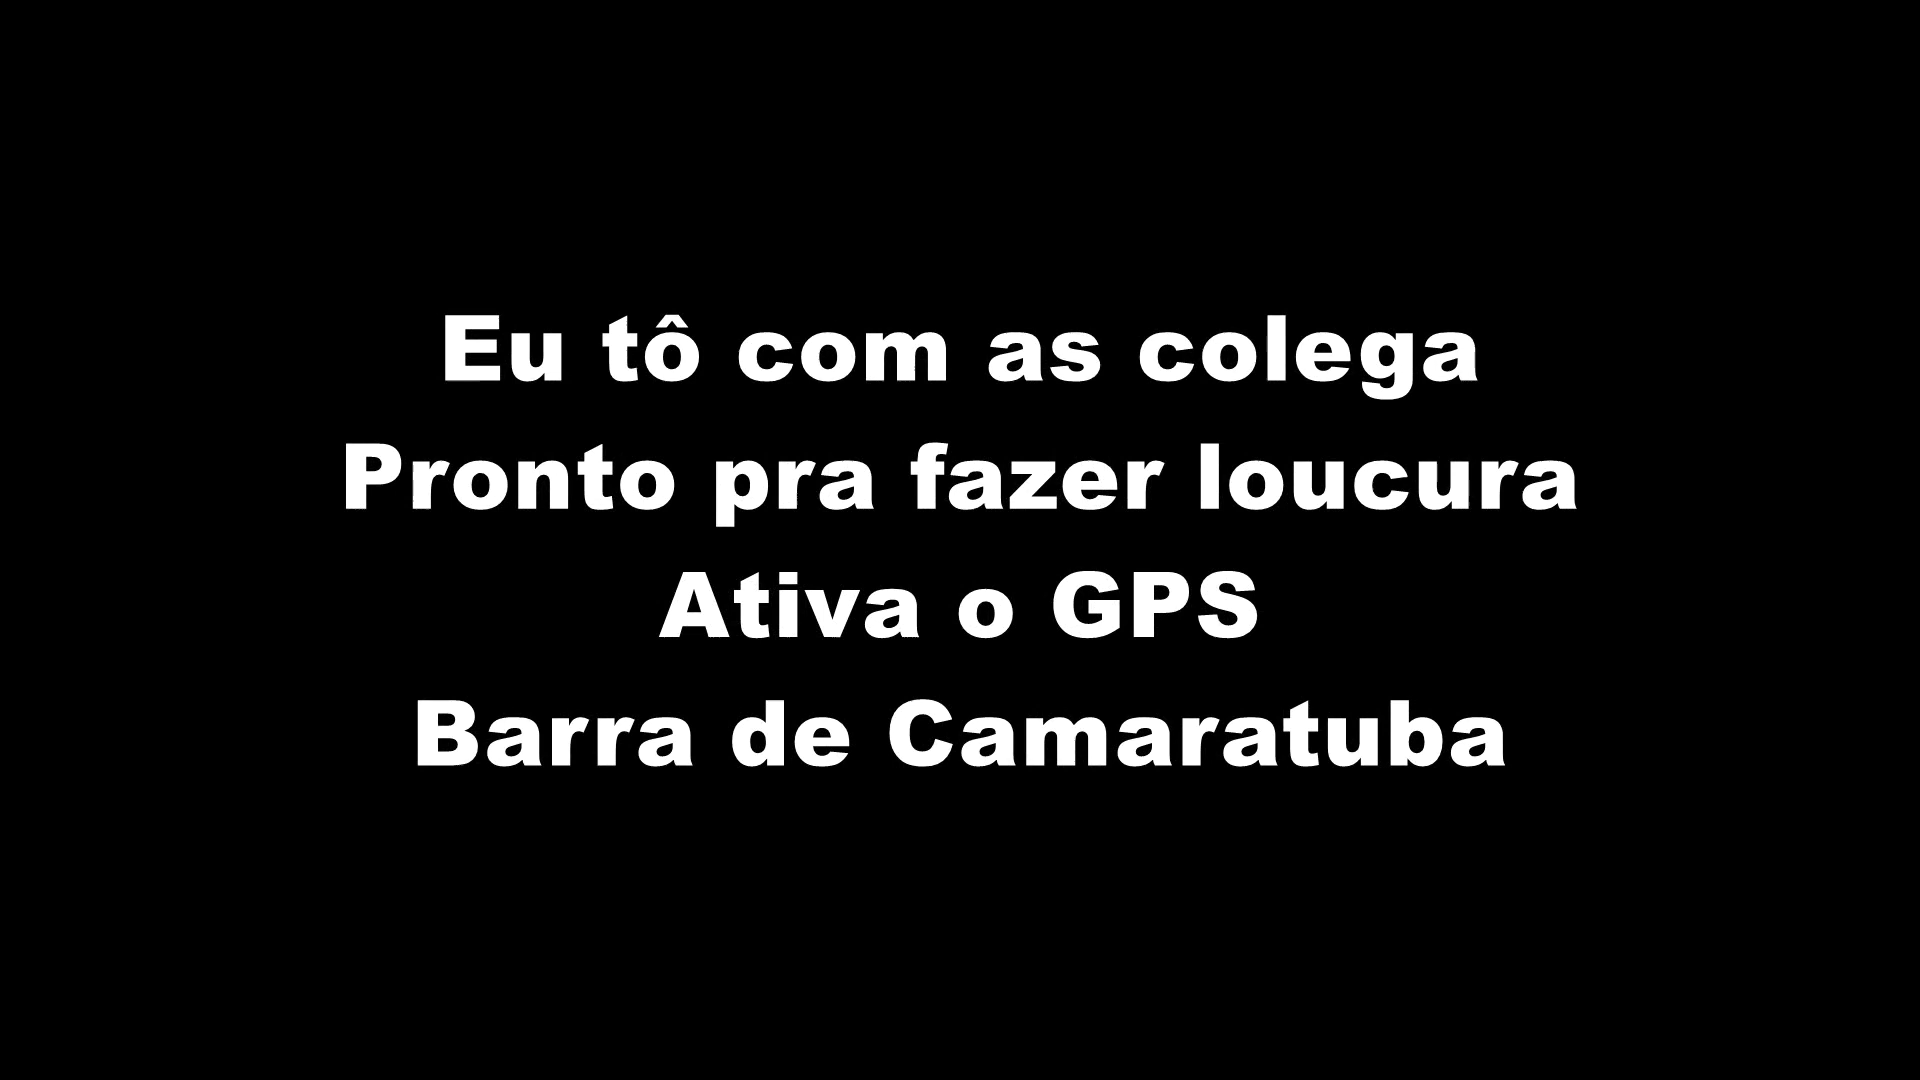 Eu tô com as colega
Pronto pra fazer loucura
Ativa o GPS
Barra de Camaratuba